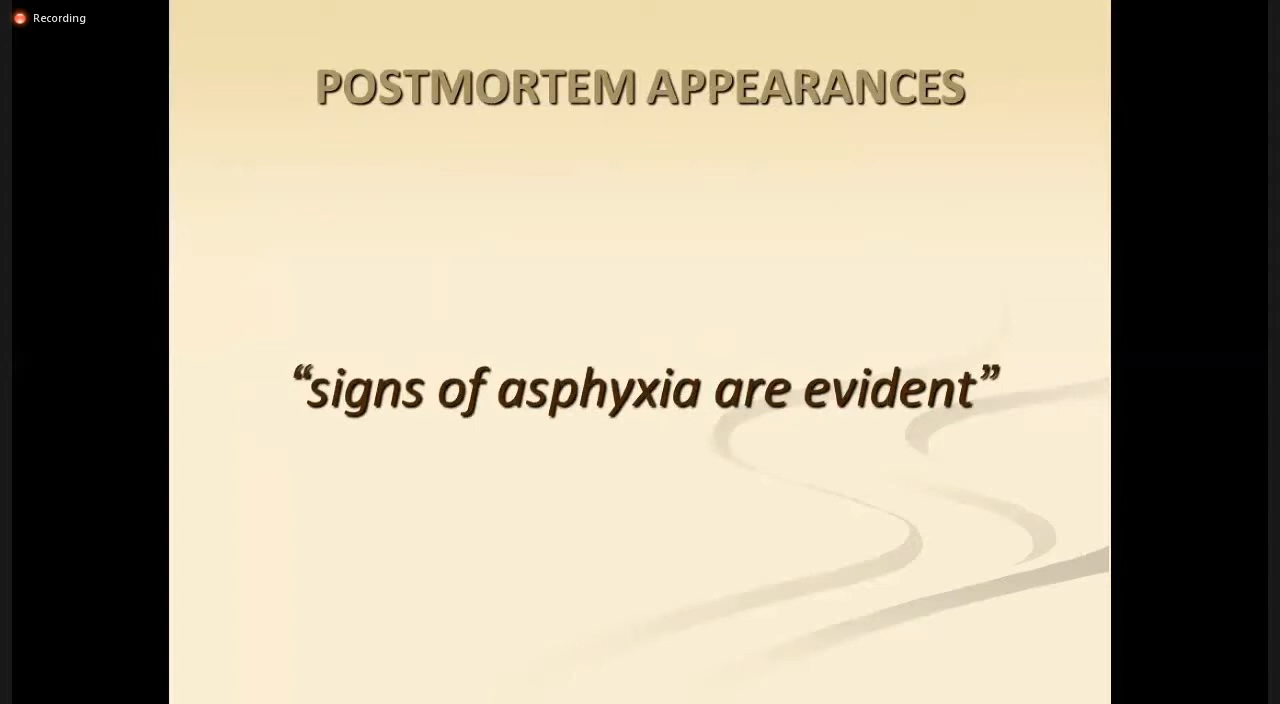 Recording
POSTMORTEM APPEARANCES
“signs of asphyxia are evident”